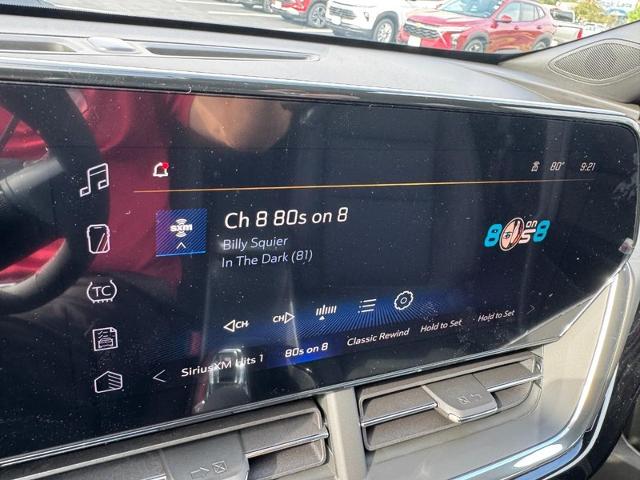 80° 9:21
Ch 8 80s on 8
sxm
Billy Squier
In The Dark (81)
80s on 8
TC
◁CH CH▷
SiriusXM Hits 1 80s on 8 Classic Rewind Hold to Set Hold to Set